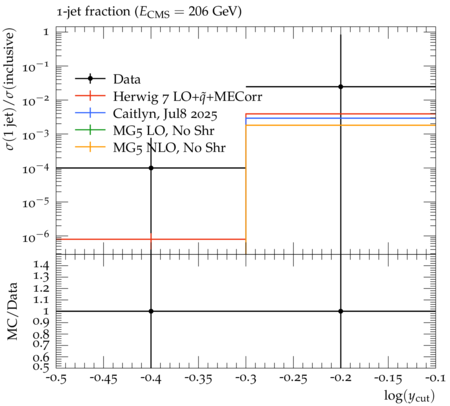 1-jet fraction (E_CMS = 206 GeV)
σ(1 jet)/σ(inclusive)
1
10⁻¹
10⁻²
10⁻³
10⁻⁴
10⁻⁵
10⁻⁶
Data
Herwig 7 LO+q̃+MECorr
Caitlyn, Jul8 2025
MG5 LO, No Shr
MG5 NLO, No Shr
MC/Data
1.4
1.3
1.2
1.1
1
0.9
0.8
0.7
0.6
0.5
-0.5 -0.45 -0.4 -0.35 -0.3 -0.25 -0.2 -0.15 -0.1
log(y_cut)